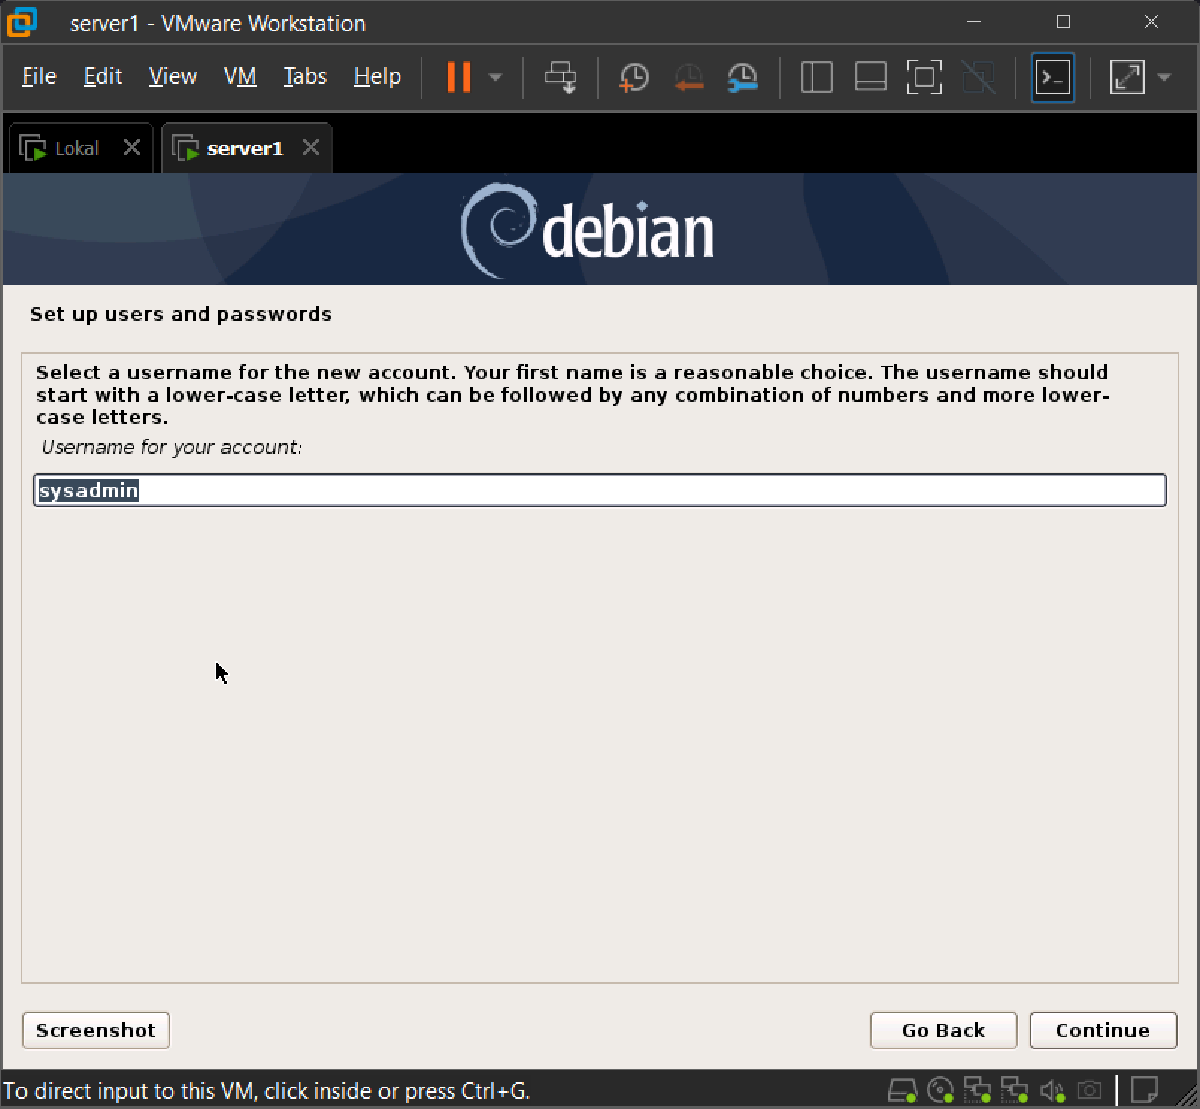 server1 - VMware Workstation
File Edit View VM Tabs Help
Lokal server1
debian
Set up users and passwords
Select a username for the new account. Your first name is a reasonable choice. The username should
start with a lower-case letter, which can be followed by any combination of numbers and more lower-
case letters.
Username for your account:
sysadmin
Screenshot Go Back Continue
To direct input to this VM, click inside or press Ctrl+G.